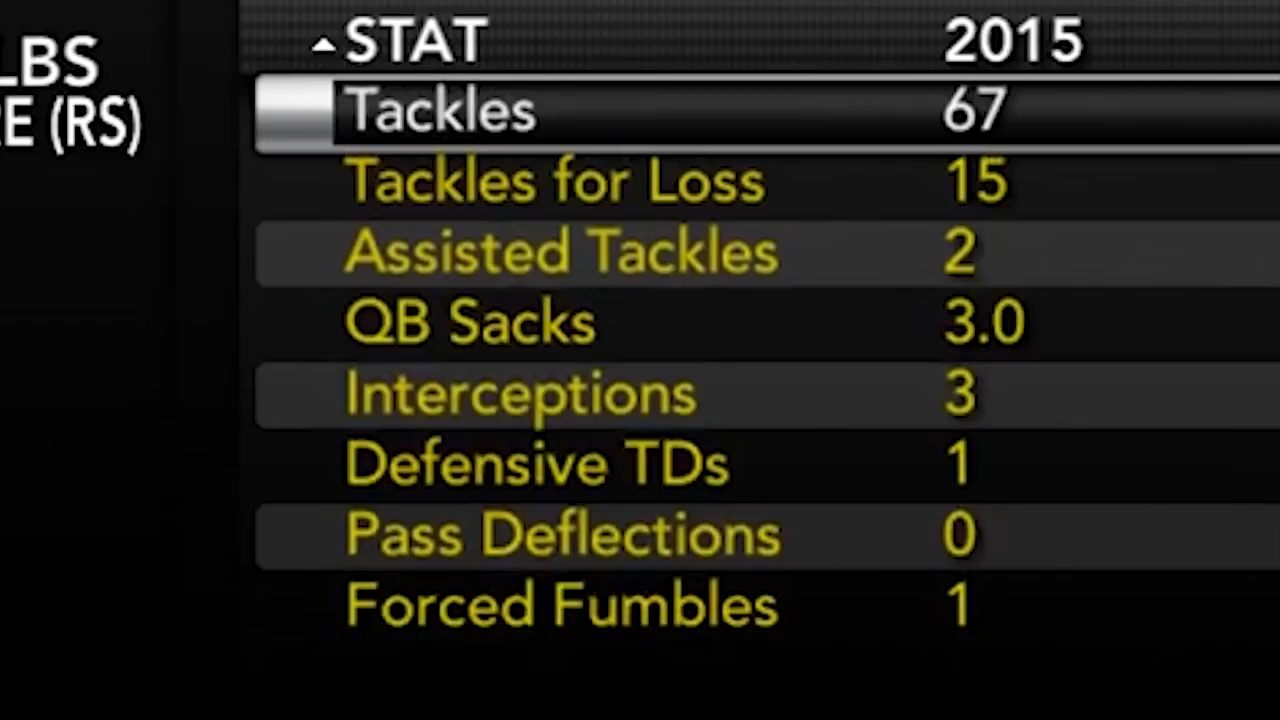 LBS
RE (RS)
STAT 2015
Tackles 67
Tackles for Loss 15
Assisted Tackles 2
QB Sacks 3.0
Interceptions 3
Defensive TDs 1
Pass Deflections 0
Forced Fumbles 1